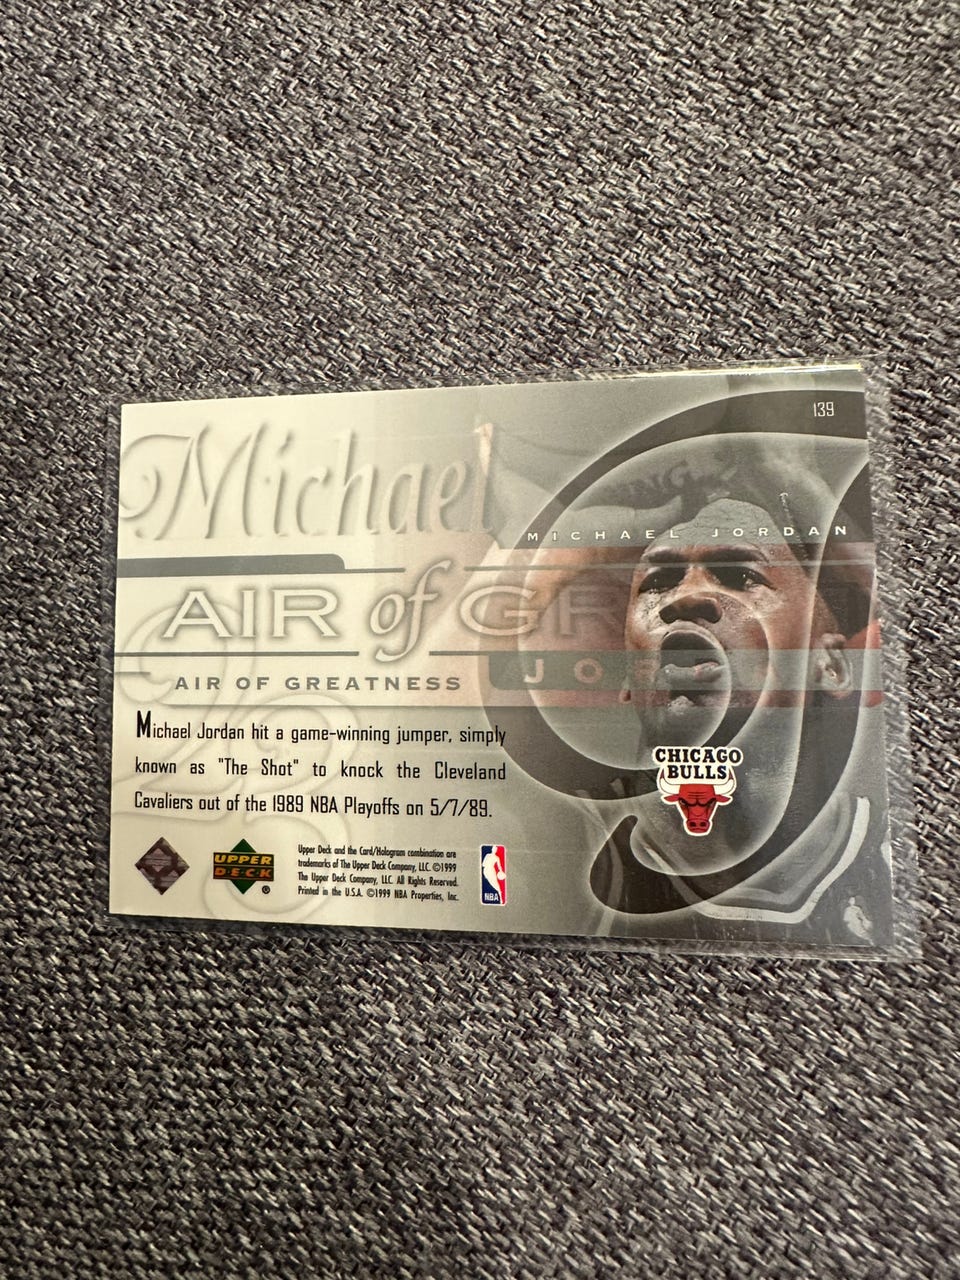 139
Michael
MICHAEL JORDAN
AIR of GR
JOR
AIR OF GREATNESS
Michael Jordan hit a game-winning jumper, simply
known as "The Shot" to knock the Cleveland
Cavaliers out of the 1989 NBA Playoffs on 5/7/89.
CHICAGO
BULLS
UPPER
DECK
®
Upper Deck and the Card/Hologram combination are
trademarks of The Upper Deck Company, LLC. ©1999
The Upper Deck Company, LLC. All Rights Reserved.
Printed in the U.S.A. ©1999 NBA Properties, Inc.
NBA
23